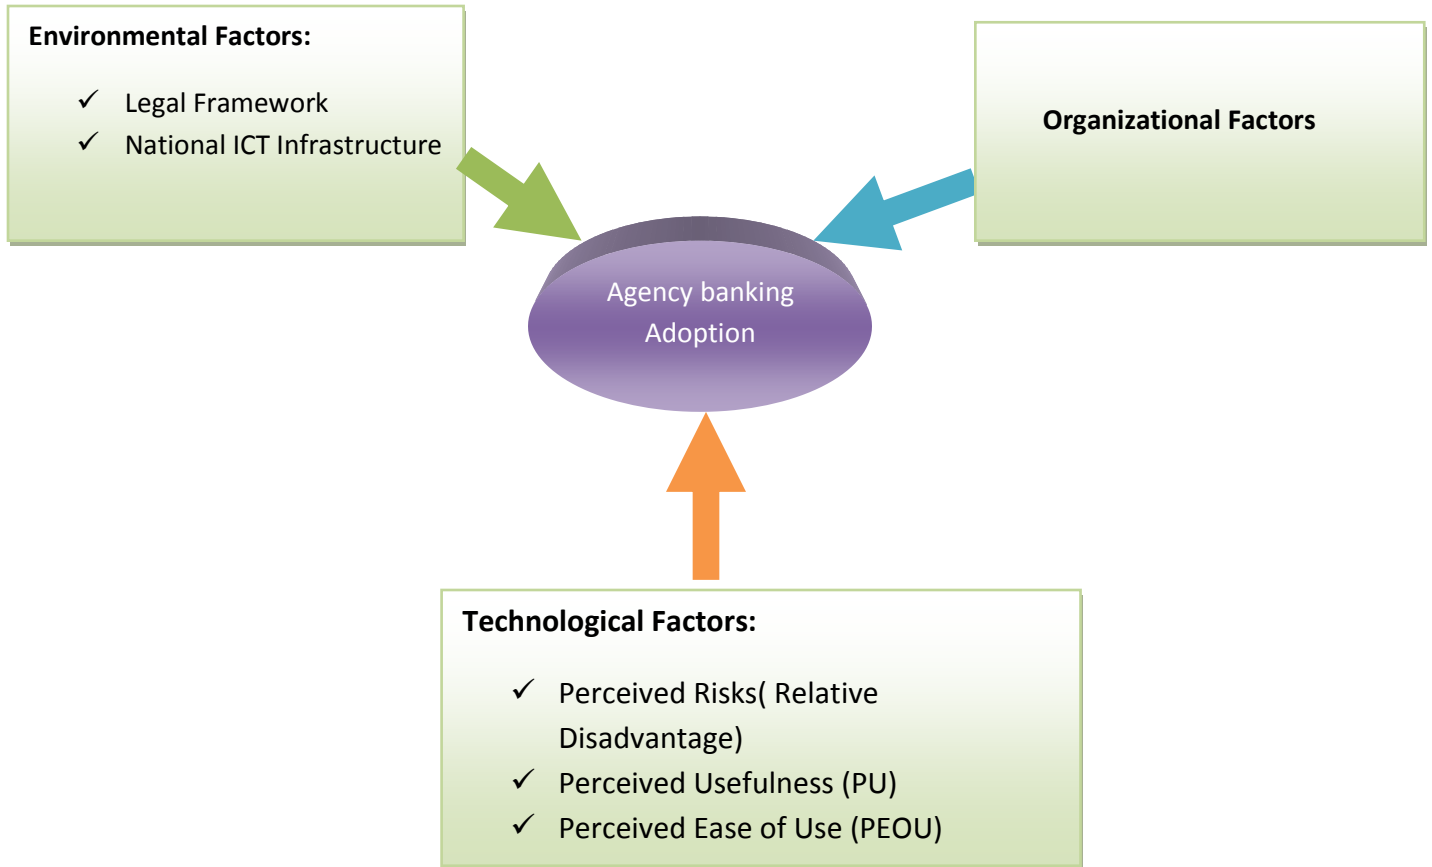 Environmental Factors:
✓ Legal Framework
✓ National ICT Infrastructure
Organizational Factors
Agency banking
Adoption
Technological Factors:
✓ Perceived Risks( Relative
Disadvantage)
✓ Perceived Usefulness (PU)
✓ Perceived Ease of Use (PEOU)